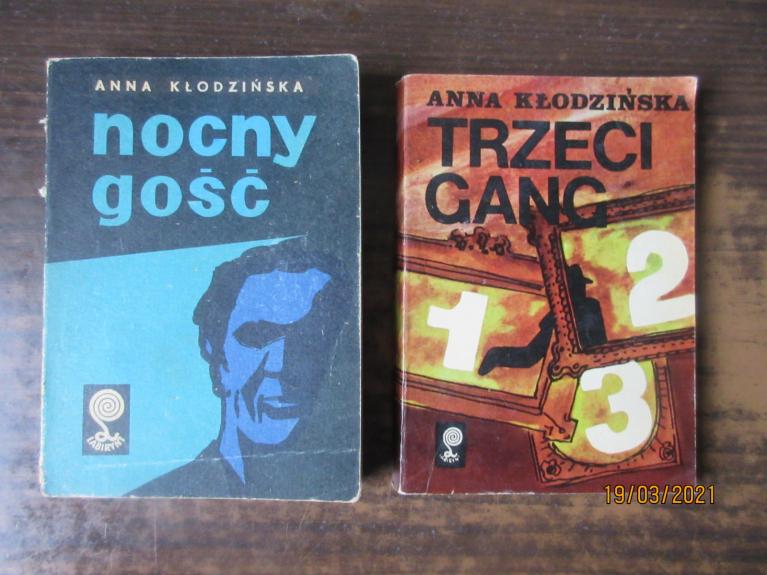 ANNA KŁODZIŃSKA
nocny
gość
LABIRYNT
ANNA KŁODZIŃSKA
TRZECI
GANG
1
2
3
19/03/2021